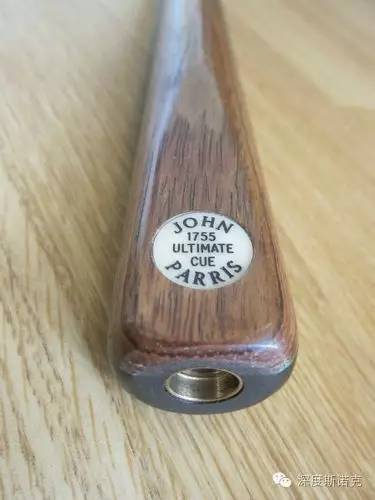 JOHN
1755
ULTIMATE
CUE
PARRIS
深度斯诺克